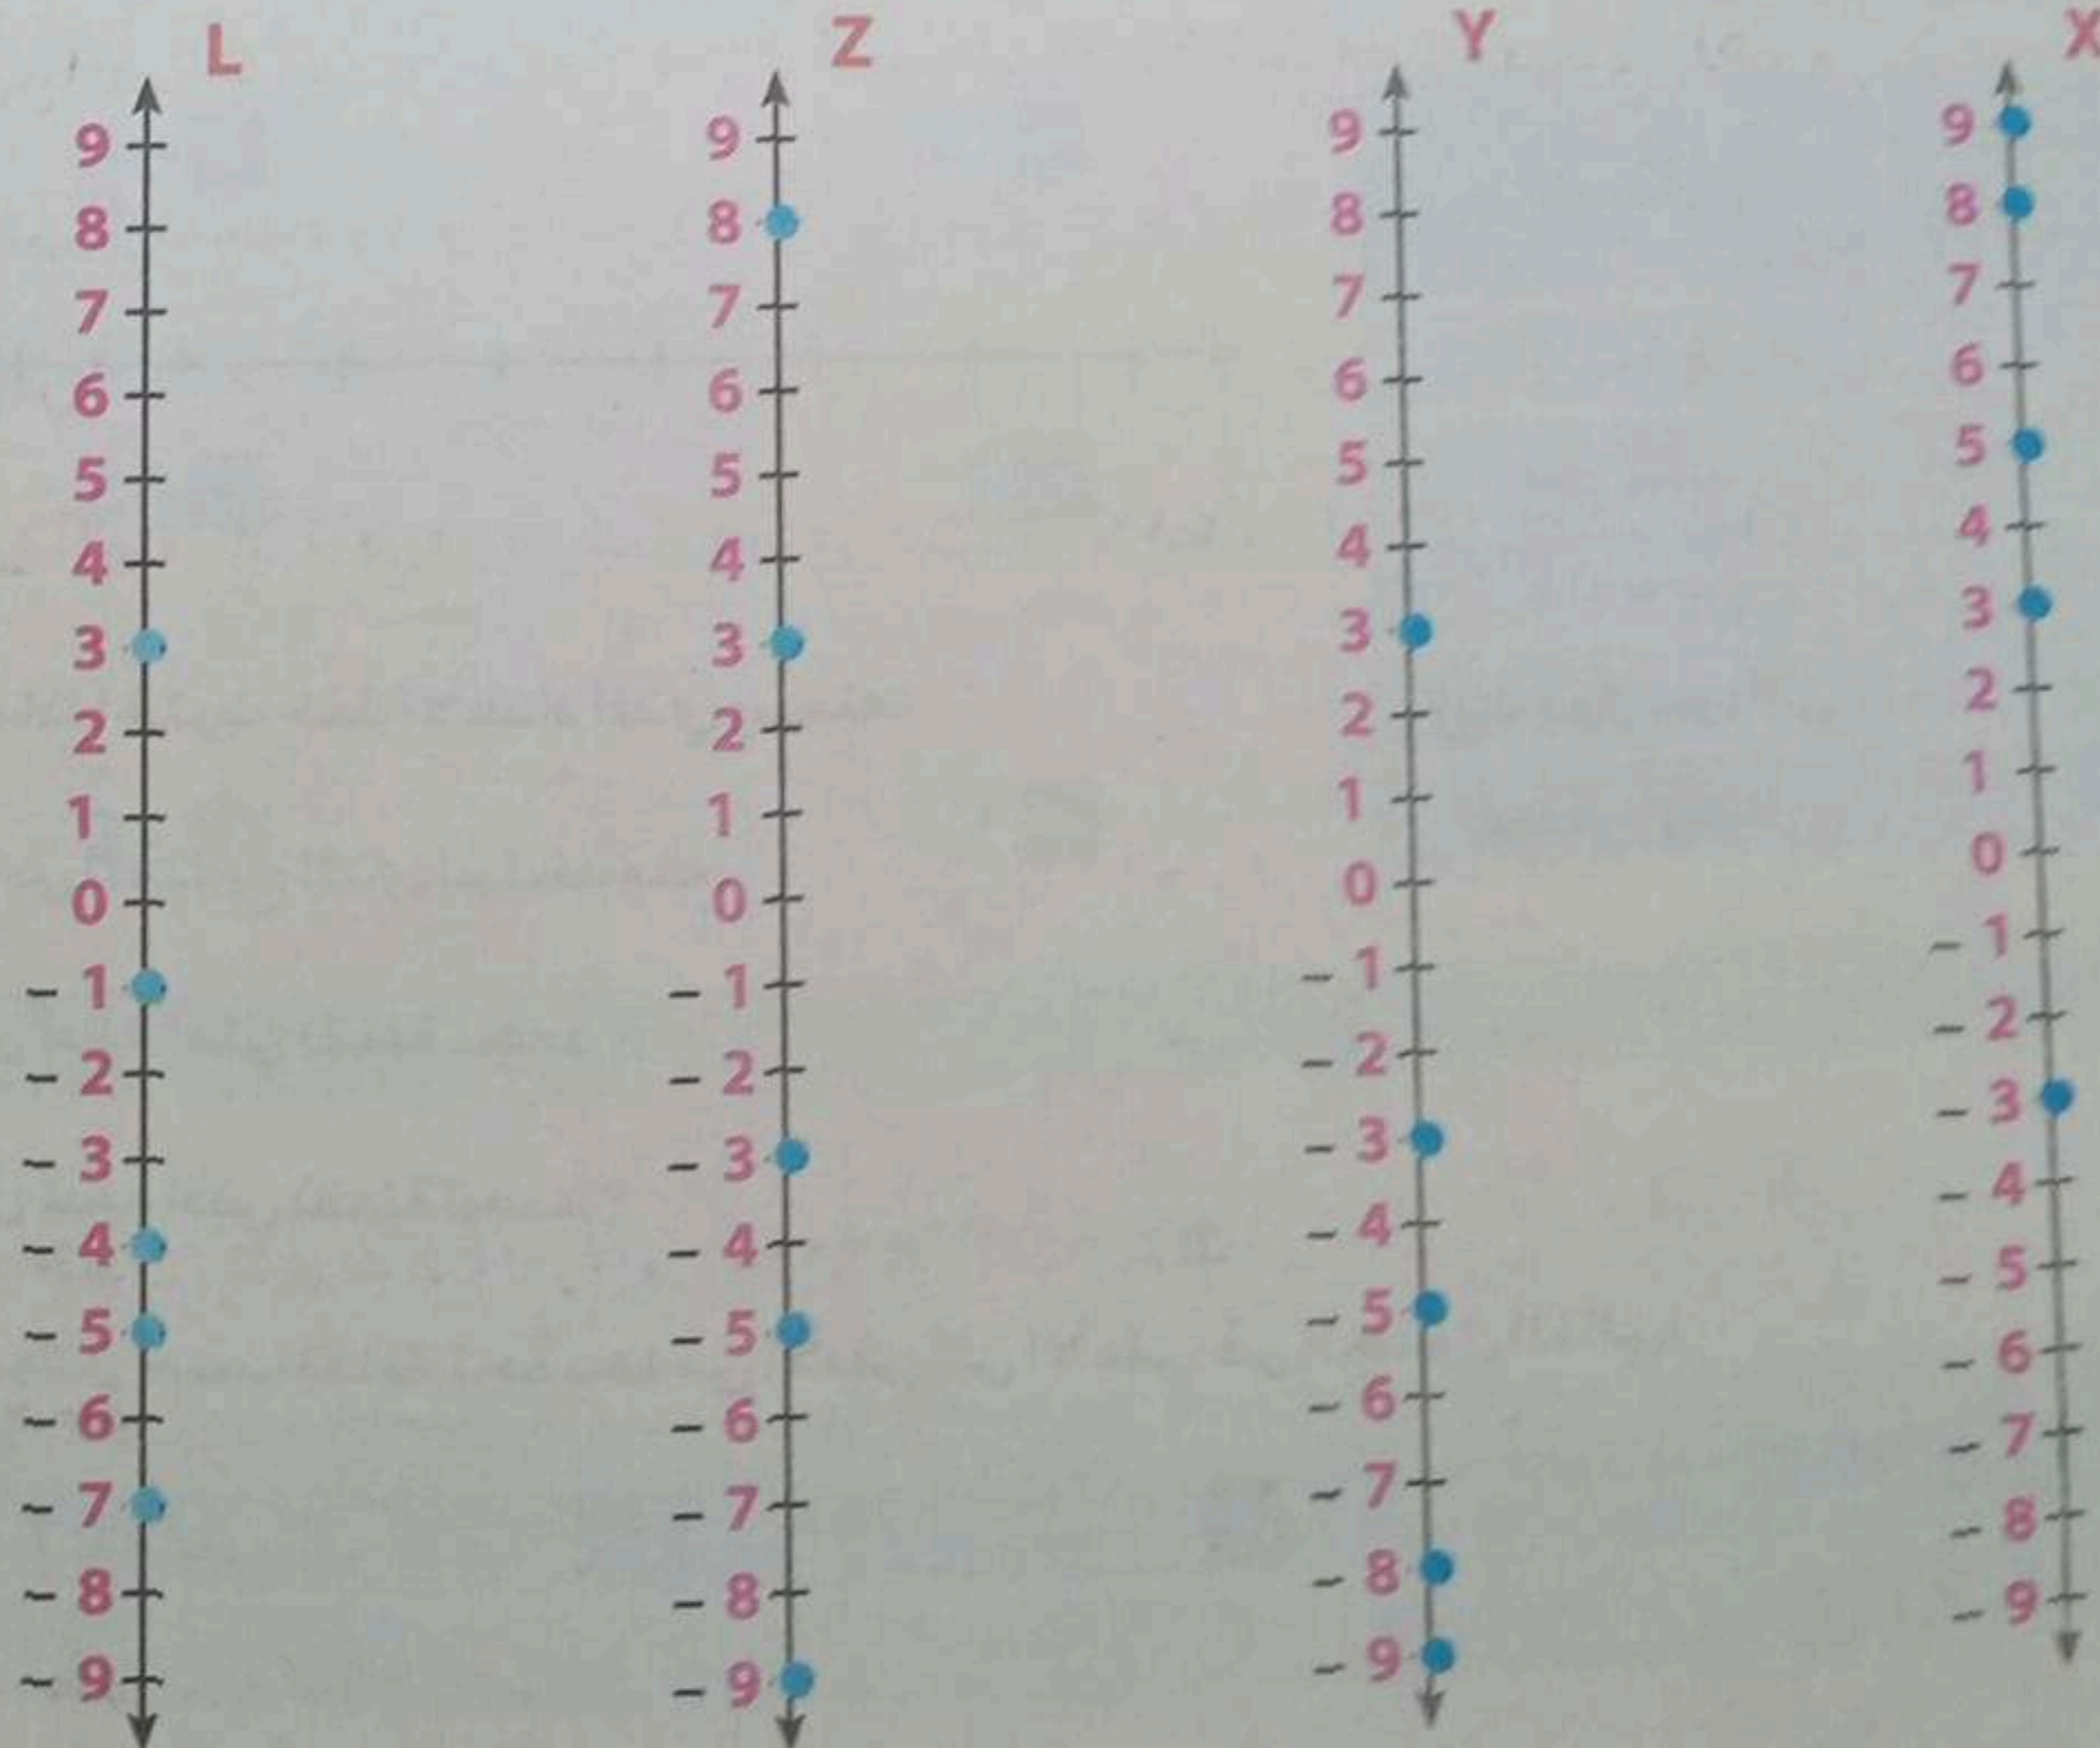 L Z Y X
9 9 9 9
8 8 8 8
7 7 7 7
6 6 6 6
5 5 5 5
4 4 4 4
3 3 3 3
2 2 2 2
1 1 1 1
0 0 0 0
- 1 - 1 - 1 - 1
- 2 - 2 - 2 - 2
- 3 - 3 - 3 - 3
- 4 - 4 - 4 - 4
- 5 - 5 - 5 - 5
- 6 - 6 - 6 - 6
- 7 - 7 - 7 - 7
- 8 - 8 - 8 - 8
- 9 - 9 - 9 - 9